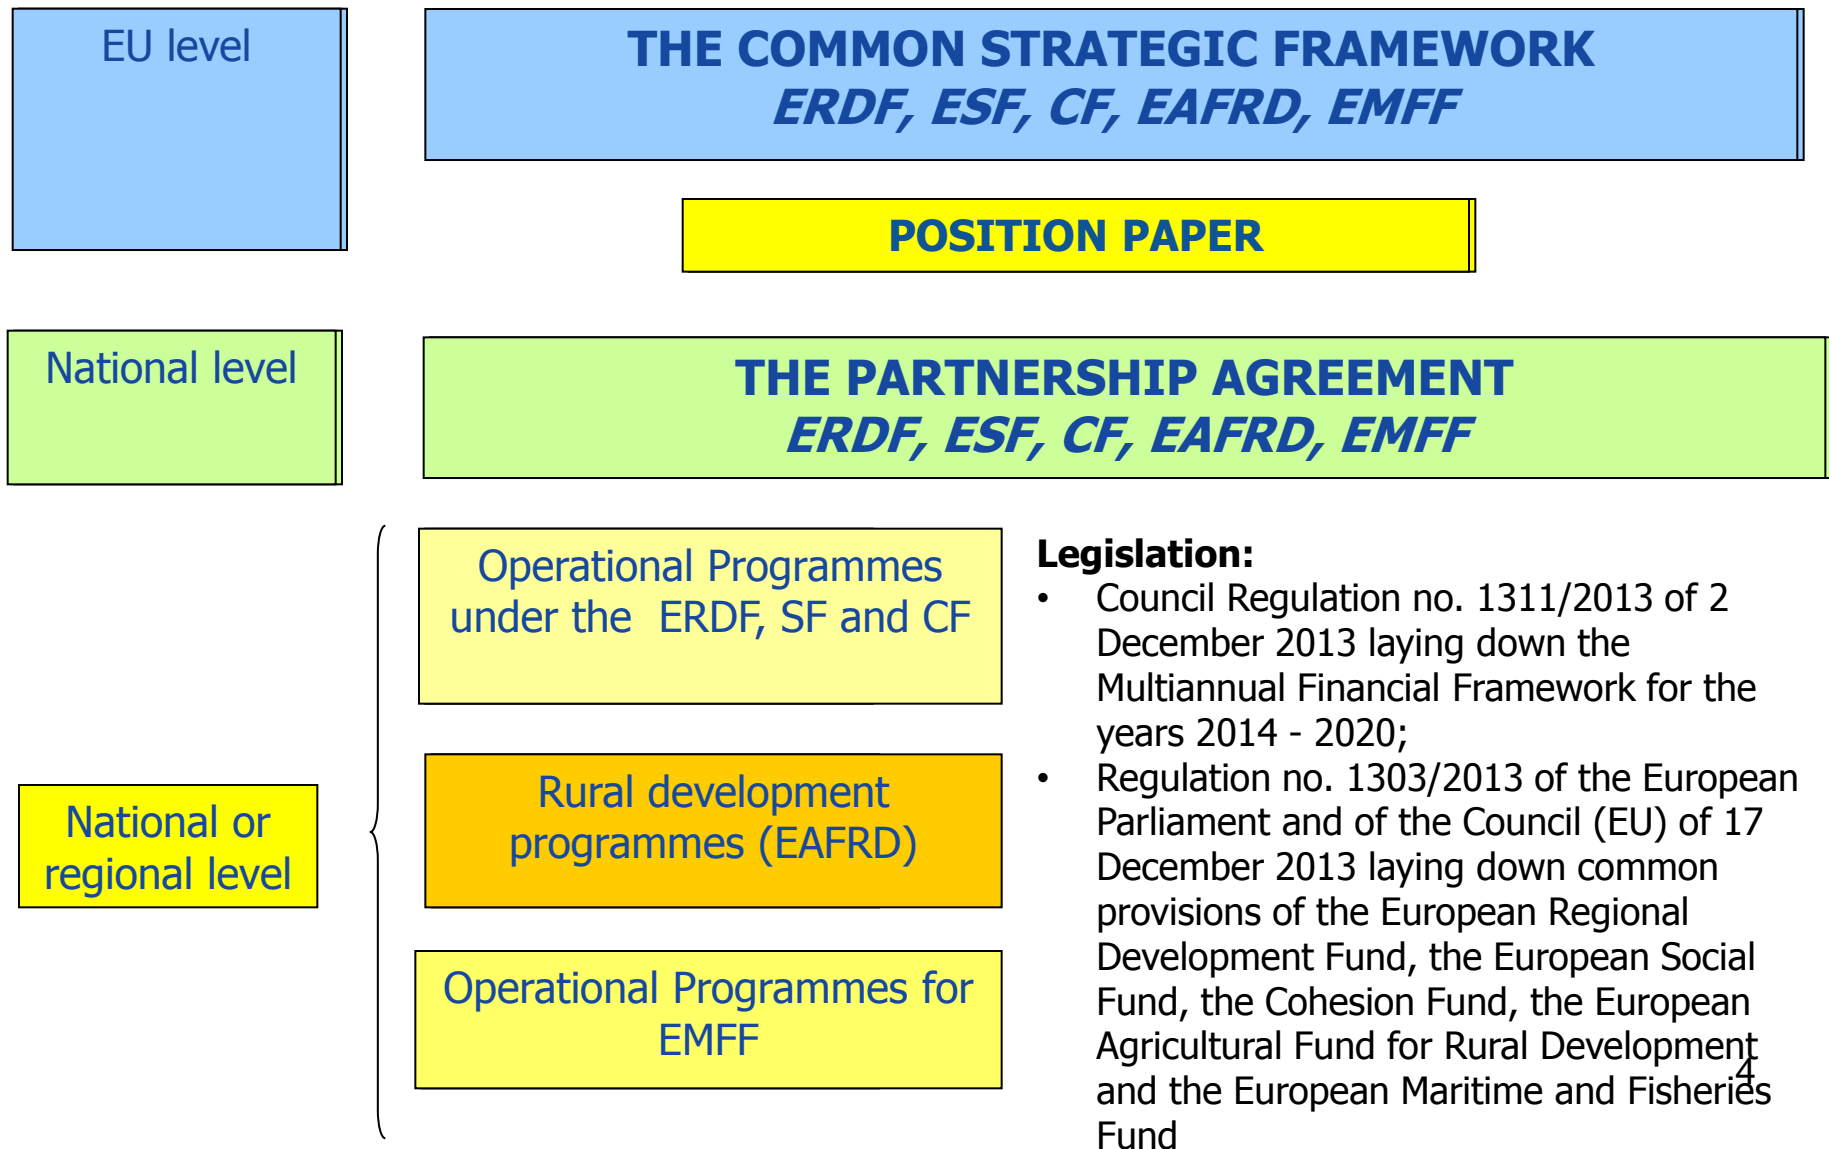 EU level
THE COMMON STRATEGIC FRAMEWORK
ERDF, ESF, CF, EAFRD, EMFF
POSITION PAPER
National level
THE PARTNERSHIP AGREEMENT
ERDF, ESF, CF, EAFRD, EMFF
National or
regional level
Operational Programmes
under the  ERDF, SF and CF
Rural development
programmes (EAFRD)
Operational Programmes for
EMFF
Legislation:
• Council Regulation no. 1311/2013 of 2
December 2013 laying down the
Multiannual Financial Framework for the
years 2014 - 2020;
• Regulation no. 1303/2013 of the European
Parliament and of the Council (EU) of 17
December 2013 laying down common
provisions of the European Regional
Development Fund, the European Social
Fund, the Cohesion Fund, the European
Agricultural Fund for Rural Development
and the European Maritime and Fisheries
Fund
4